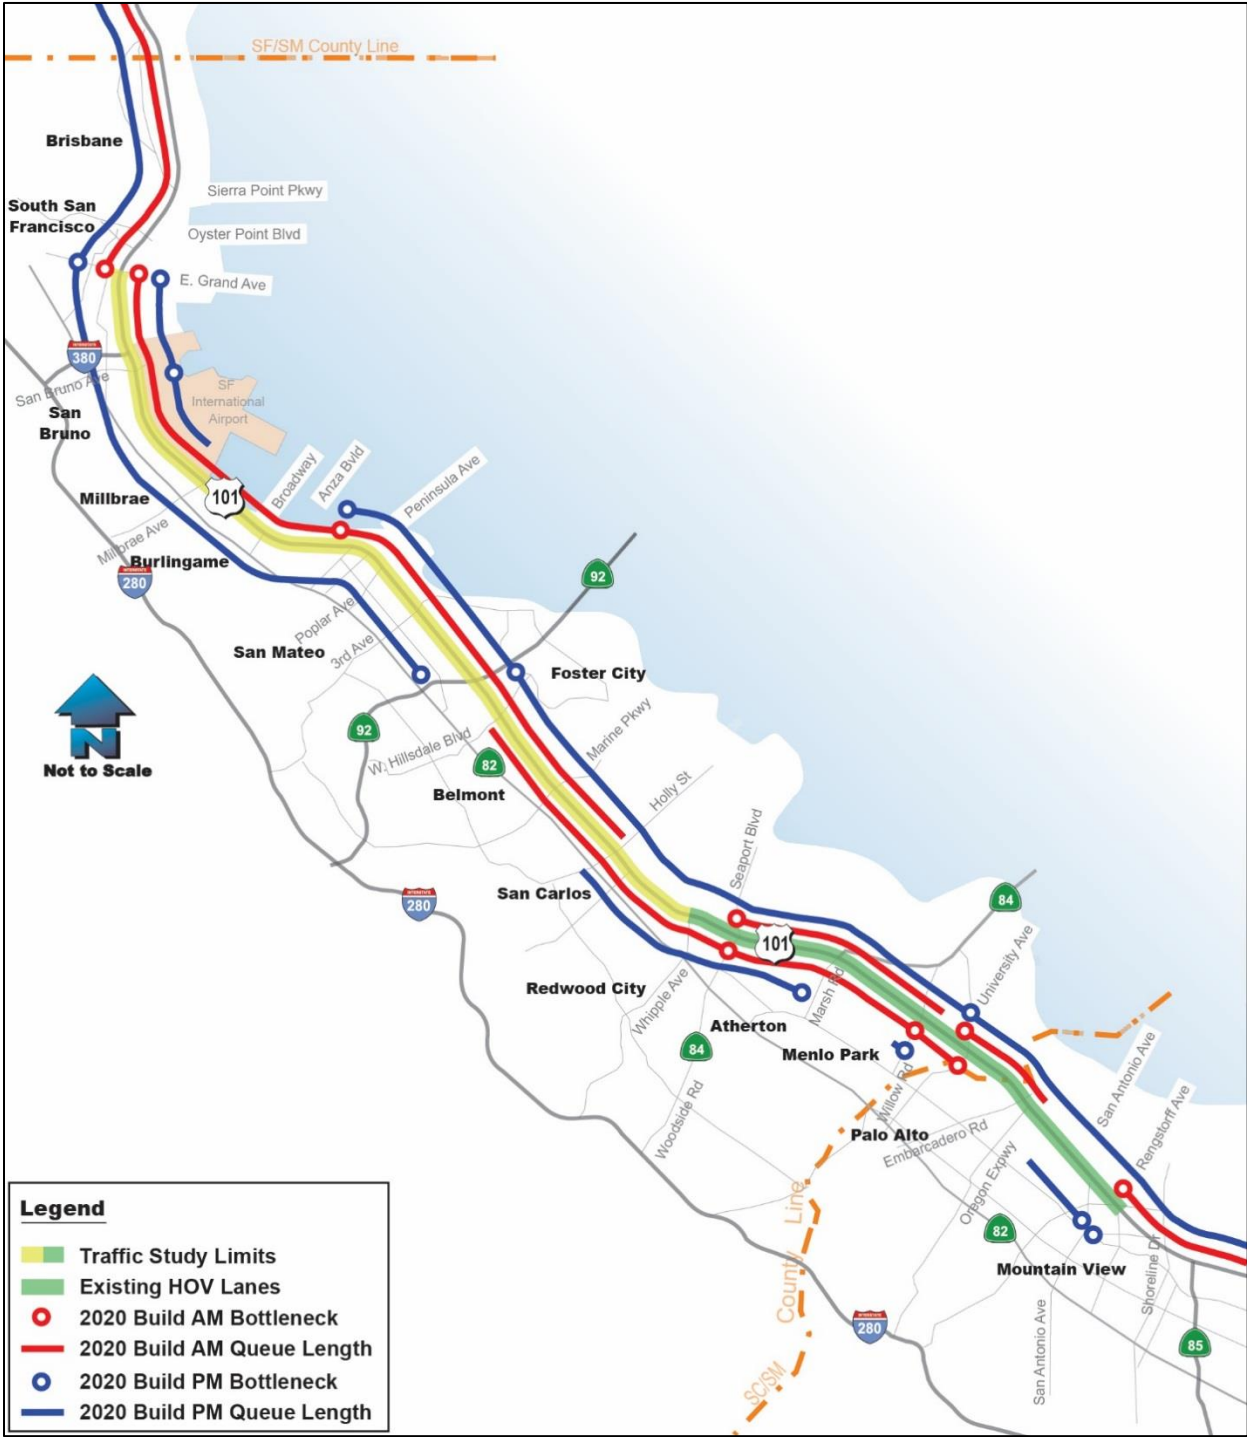 SF/SM County Line
Brisbane
Sierra Point Pkwy
South San
Francisco
Oyster Point Blvd
E. Grand Ave
INTERSTATE
380
San Bruno Ave
SF
International
Airport
San
Bruno
Broadway
Anza Bvld
Peninsula Ave
Millbrae
101
Millbrae Ave
Burlingame
INTERSTATE
280
92
Poplar Ave
3rd Ave
San Mateo
Foster City
N
Not to Scale
92
W. Hillsdale Blvd
82
Marine Pkwy
Belmont
Holly St
Seaport Blvd
San Carlos
INTERSTATE
280
84
101
University Ave
Redwood City
Whipple Ave
Marsh Rd
Atherton
84
Menlo Park
Willow Rd
San Antonio Ave
Rengstorff Ave
Woodside Rd
Palo Alto
Embarcadero Rd
Oregon Expwy
82
Mountain View
Shoreline Dr
SC/SM County Line
INTERSTATE
280
San Antonio Ave
85
Legend
Traffic Study Limits
Existing HOV Lanes
2020 Build AM Bottleneck
2020 Build AM Queue Length
2020 Build PM Bottleneck
2020 Build PM Queue Length